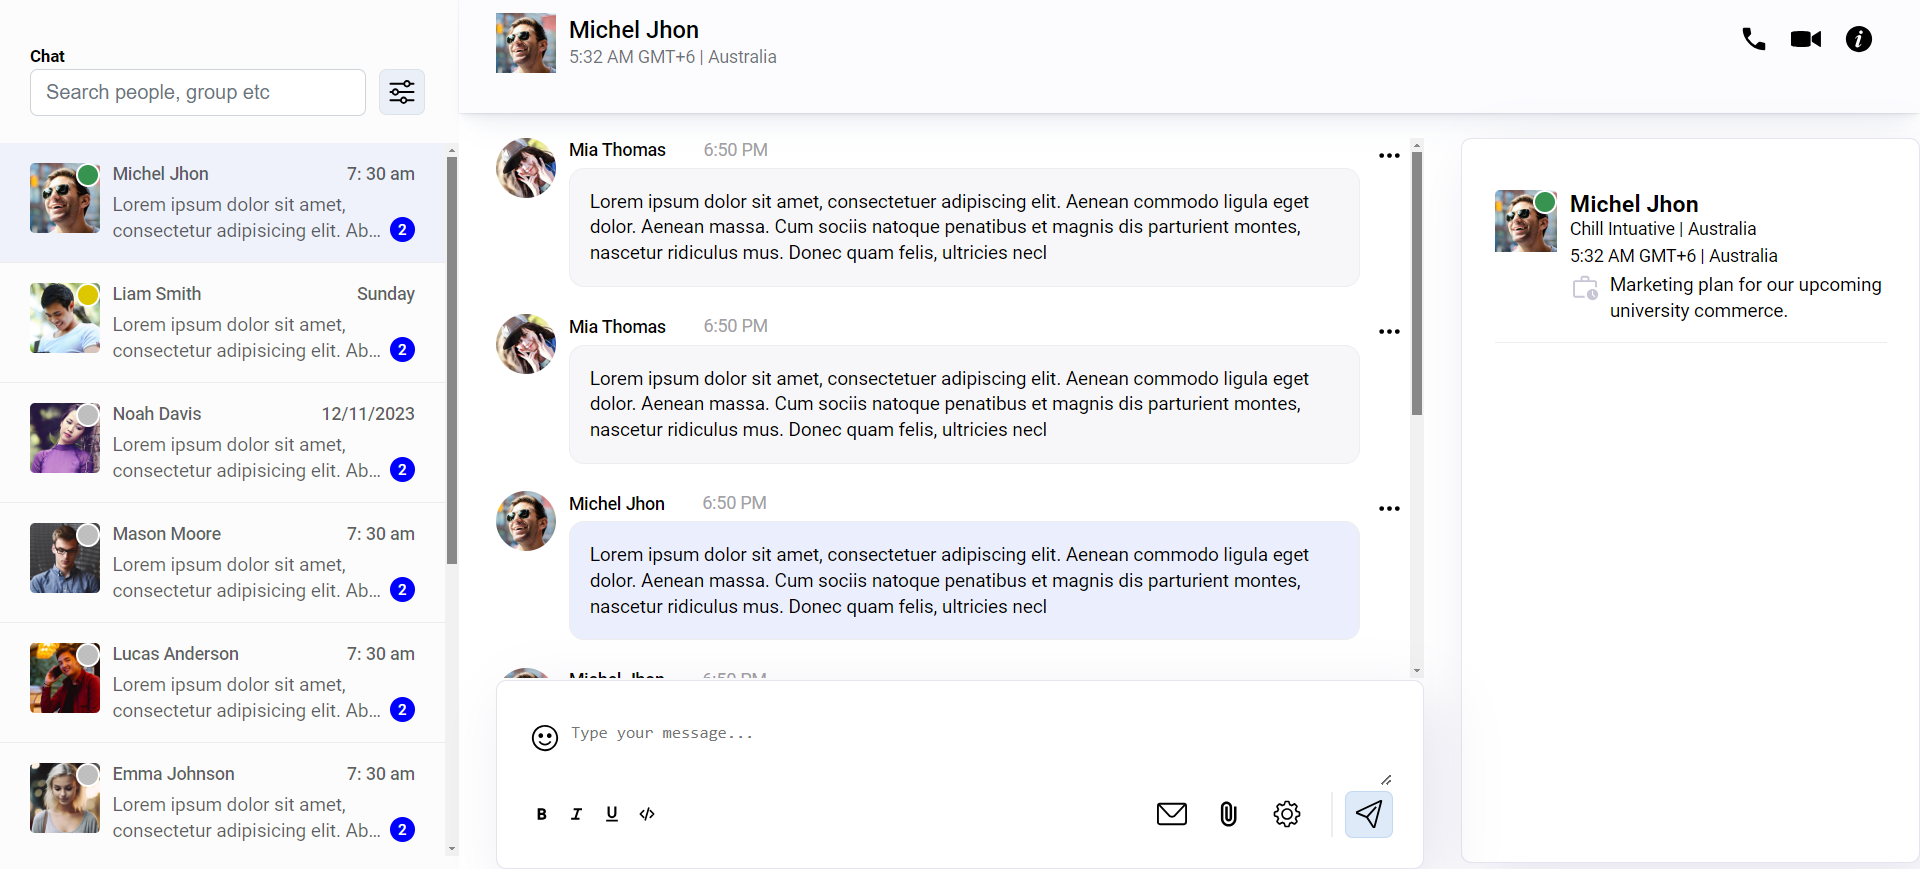 Chat
Search people, group etc
Michel Jhon 7: 30 am
Lorem ipsum dolor sit amet,
consectetur adipisicing elit. Ab... 2
Liam Smith Sunday
Lorem ipsum dolor sit amet,
consectetur adipisicing elit. Ab... 2
Noah Davis 12/11/2023
Lorem ipsum dolor sit amet,
consectetur adipisicing elit. Ab... 2
Mason Moore 7: 30 am
Lorem ipsum dolor sit amet,
consectetur adipisicing elit. Ab... 2
Lucas Anderson 7: 30 am
Lorem ipsum dolor sit amet,
consectetur adipisicing elit. Ab... 2
Emma Johnson 7: 30 am
Lorem ipsum dolor sit amet,
consectetur adipisicing elit. Ab... 2
Michel Jhon
5:32 AM GMT+6 | Australia
Mia Thomas 6:50 PM
Lorem ipsum dolor sit amet, consectetuer adipiscing elit. Aenean commodo ligula eget
dolor. Aenean massa. Cum sociis natoque penatibus et magnis dis parturient montes,
nascetur ridiculus mus. Donec quam felis, ultricies necl
Mia Thomas 6:50 PM
Lorem ipsum dolor sit amet, consectetuer adipiscing elit. Aenean commodo ligula eget
dolor. Aenean massa. Cum sociis natoque penatibus et magnis dis parturient montes,
nascetur ridiculus mus. Donec quam felis, ultricies necl
Michel Jhon 6:50 PM
Lorem ipsum dolor sit amet, consectetuer adipiscing elit. Aenean commodo ligula eget
dolor. Aenean massa. Cum sociis natoque penatibus et magnis dis parturient montes,
nascetur ridiculus mus. Donec quam felis, ultricies necl
Michel Jhon 6:50 PM
Type your message...
B I U </>
Michel Jhon
Chill Intuative | Australia
5:32 AM GMT+6 | Australia
Marketing plan for our upcoming
university commerce.